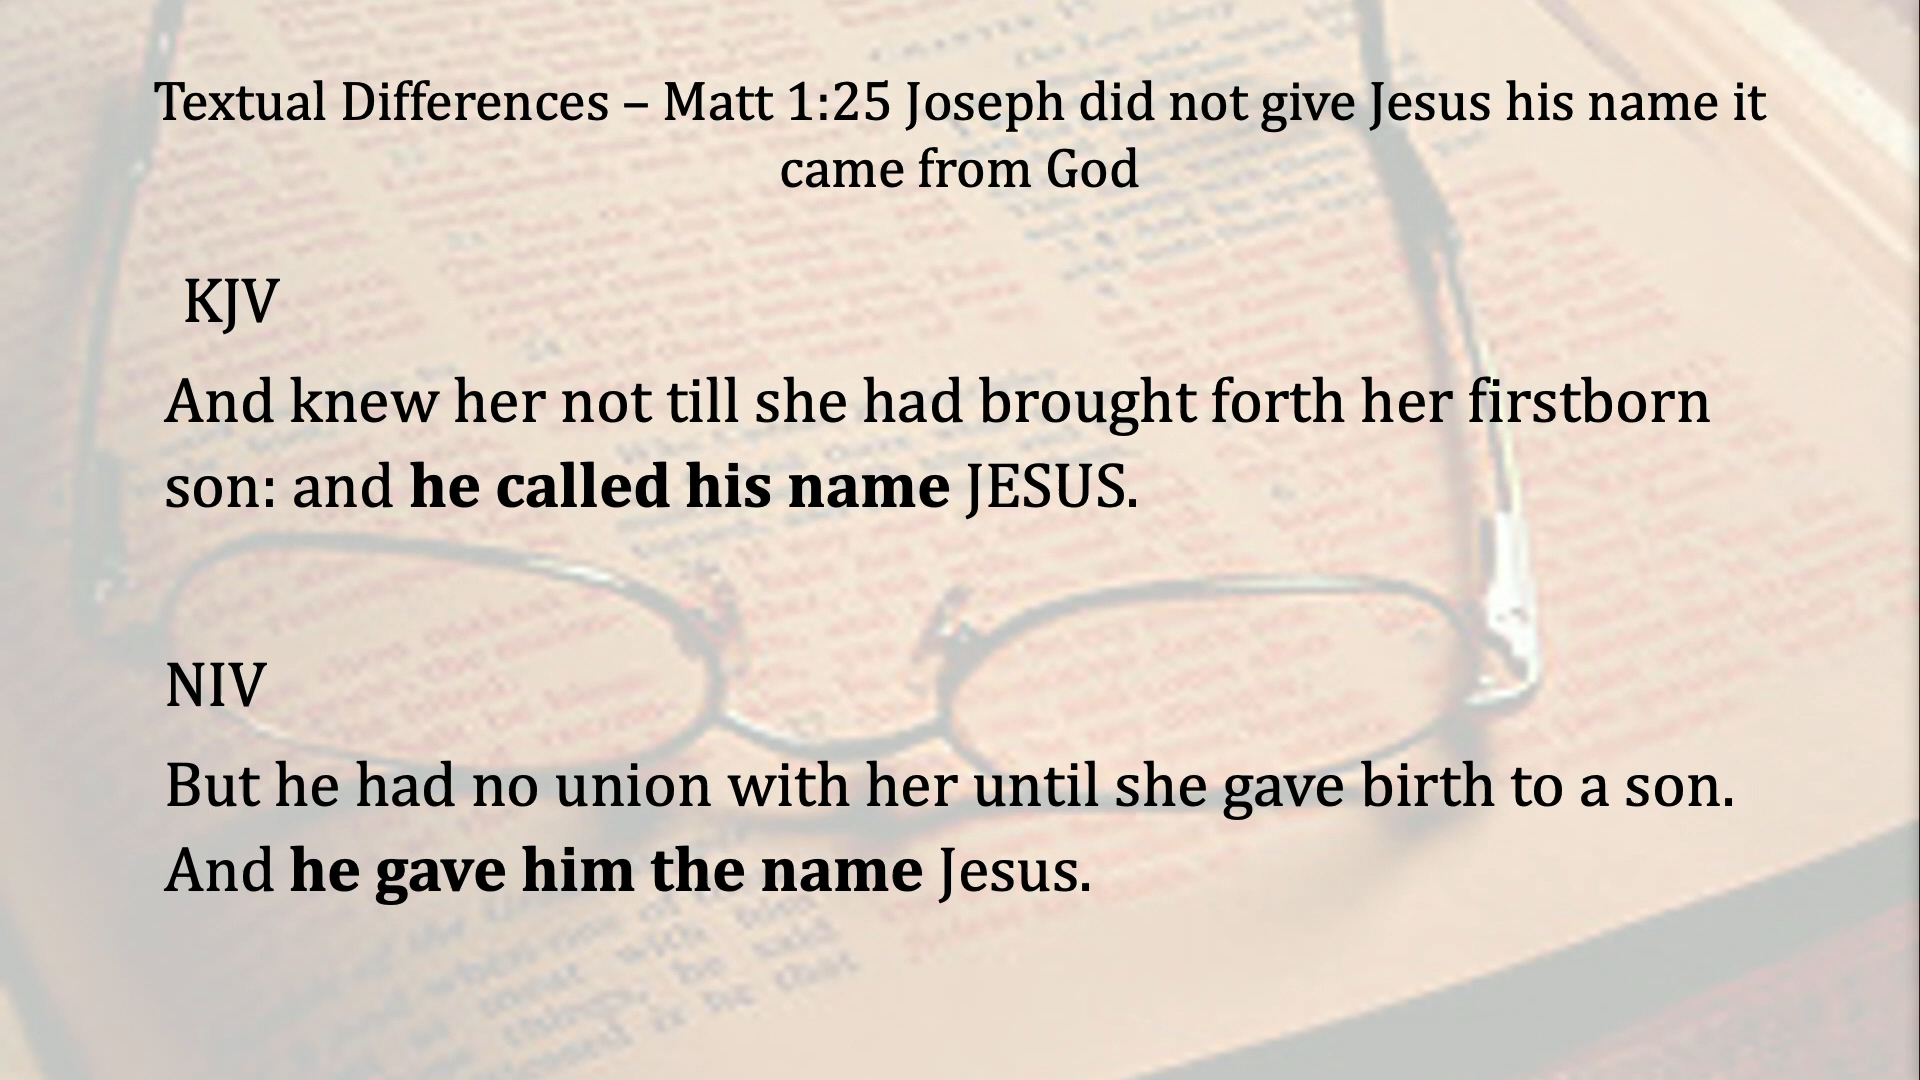 Textual Differences – Matt 1:25 Joseph did not give Jesus his name it
came from God
KJV
And knew her not till she had brought forth her firstborn
son: and he called his name JESUS.
NIV
But he had no union with her until she gave birth to a son.
And he gave him the name Jesus.